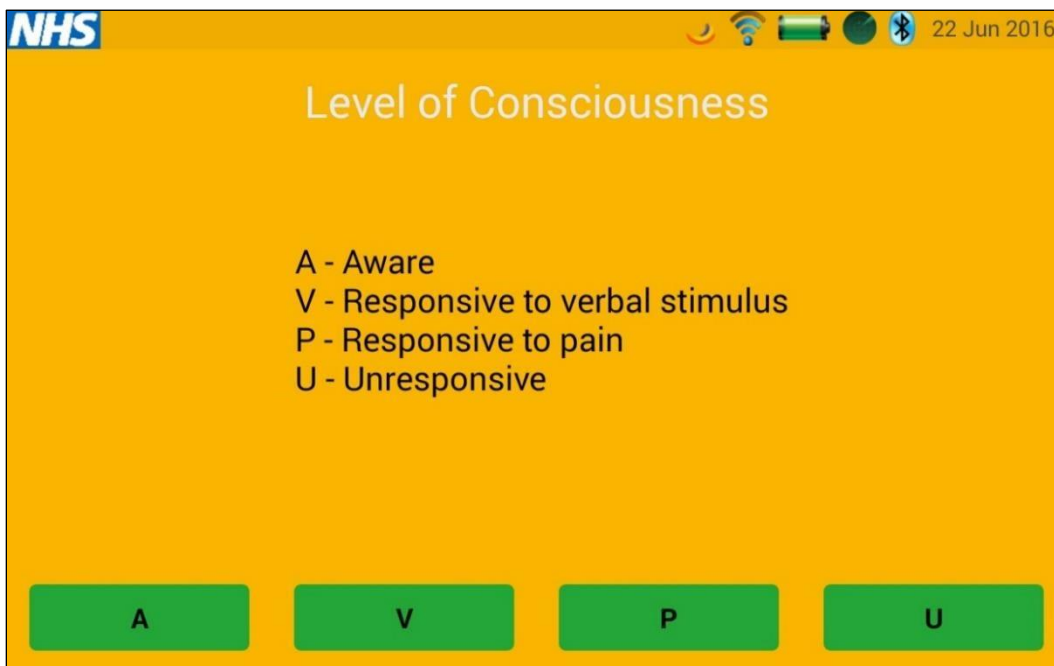 NHS
22 Jun 2016
Level of Consciousness
A - Aware
V - Responsive to verbal stimulus
P - Responsive to pain
U - Unresponsive
A V P U